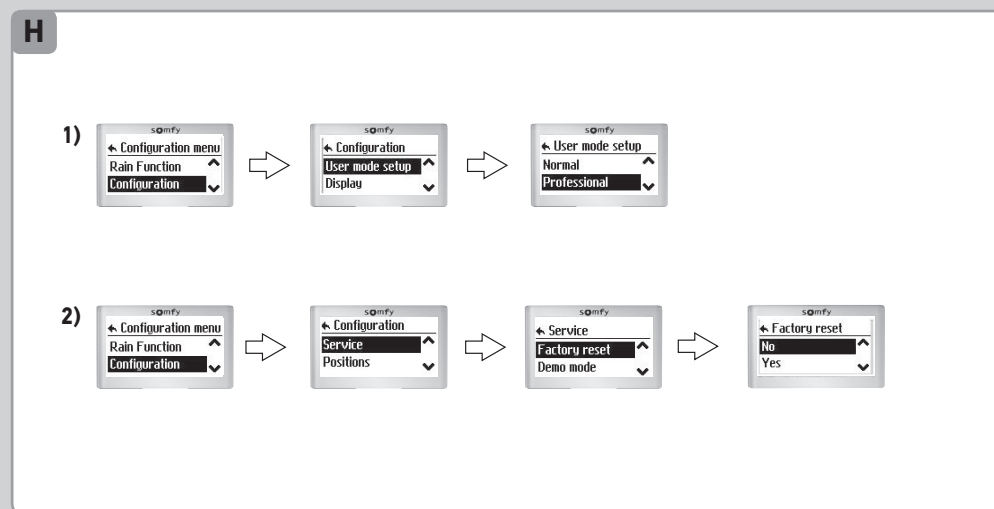 H
1)
somfy
Configuration menu
Rain Function
Configuration
somfy
Configuration
User mode setup
Display
somfy
User mode setup
Normal
Professional
2)
somfy
Configuration menu
Rain Function
Configuration
somfy
Configuration
Service
Positions
somfy
Service
Factory reset
Demo mode
somfy
Factory reset
No
Yes